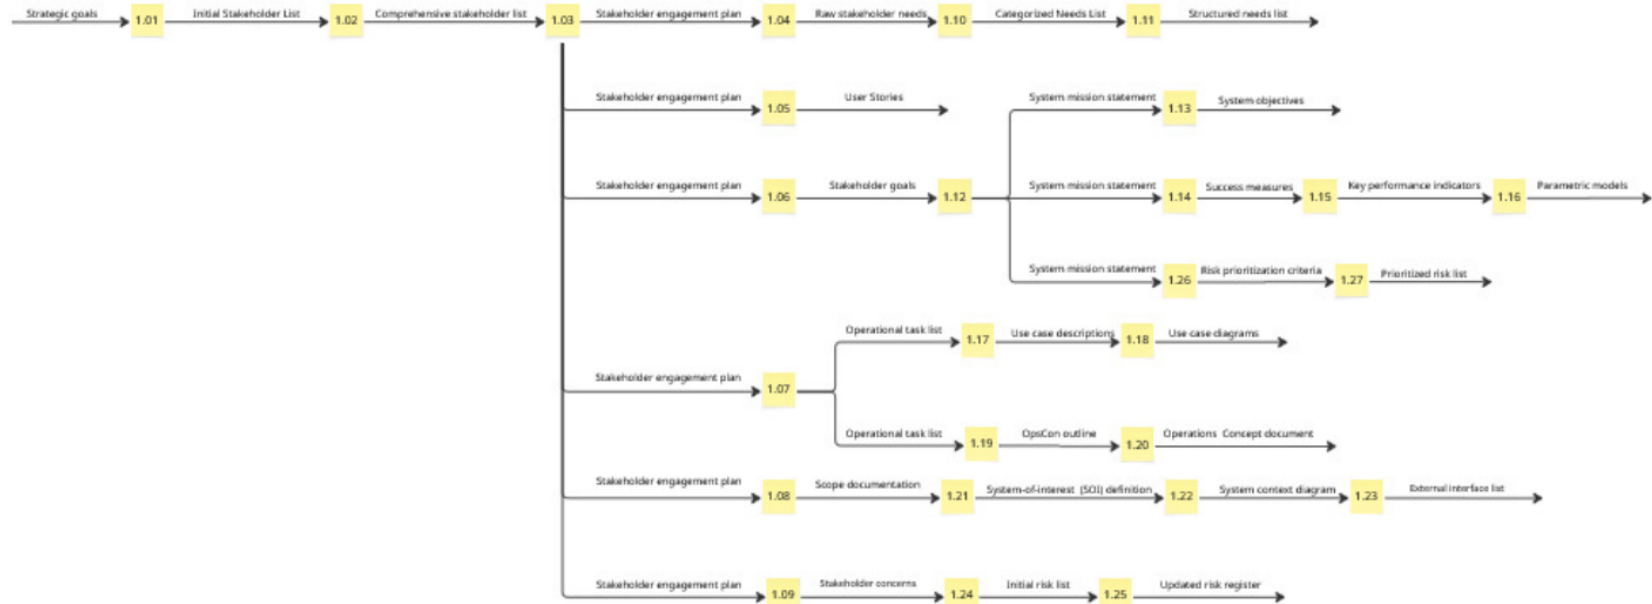 Strategic goals 1.01 Initial Stakeholder List 1.02 Comprehensive stakeholder list 1.03 Stakeholder engagement plan 1.04 Raw stakeholder needs 1.10 Categorized Needs List 1.11 Structured needs list
Stakeholder engagement plan 1.05 User Stories
System mission statement 1.13 System objectives
Stakeholder engagement plan 1.06 Stakeholder goals 1.12 System mission statement 1.14 Success measures 1.15 Key performance indicators 1.16 Parametric models
System mission statement 1.26 Risk prioritization criteria 1.27 Prioritized risk list
Operational task list 1.17 Use case descriptions 1.18 Use case diagrams
Stakeholder engagement plan 1.07
Operational task list 1.19 OpsCon outline 1.20 Operations Concept document
Stakeholder engagement plan 1.08 Scope documentation 1.21 System-of-interest (SOI) definition 1.22 System context diagram 1.23 External interface list
Stakeholder engagement plan 1.09 Stakeholder concerns 1.24 Initial risk list 1.25 Updated risk register